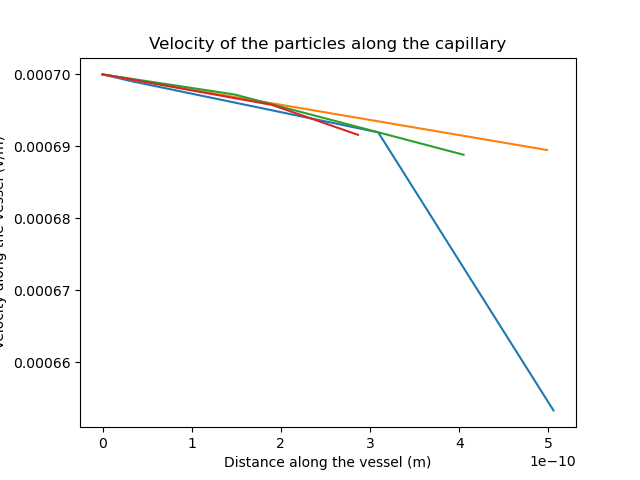 Velocity of the particles along the capillary
0.00070
0.00069
0.00068
0.00067
0.00066
along the vessel (v/m)
0 1 2 3 4 5
1e−10
Distance along the vessel (m)